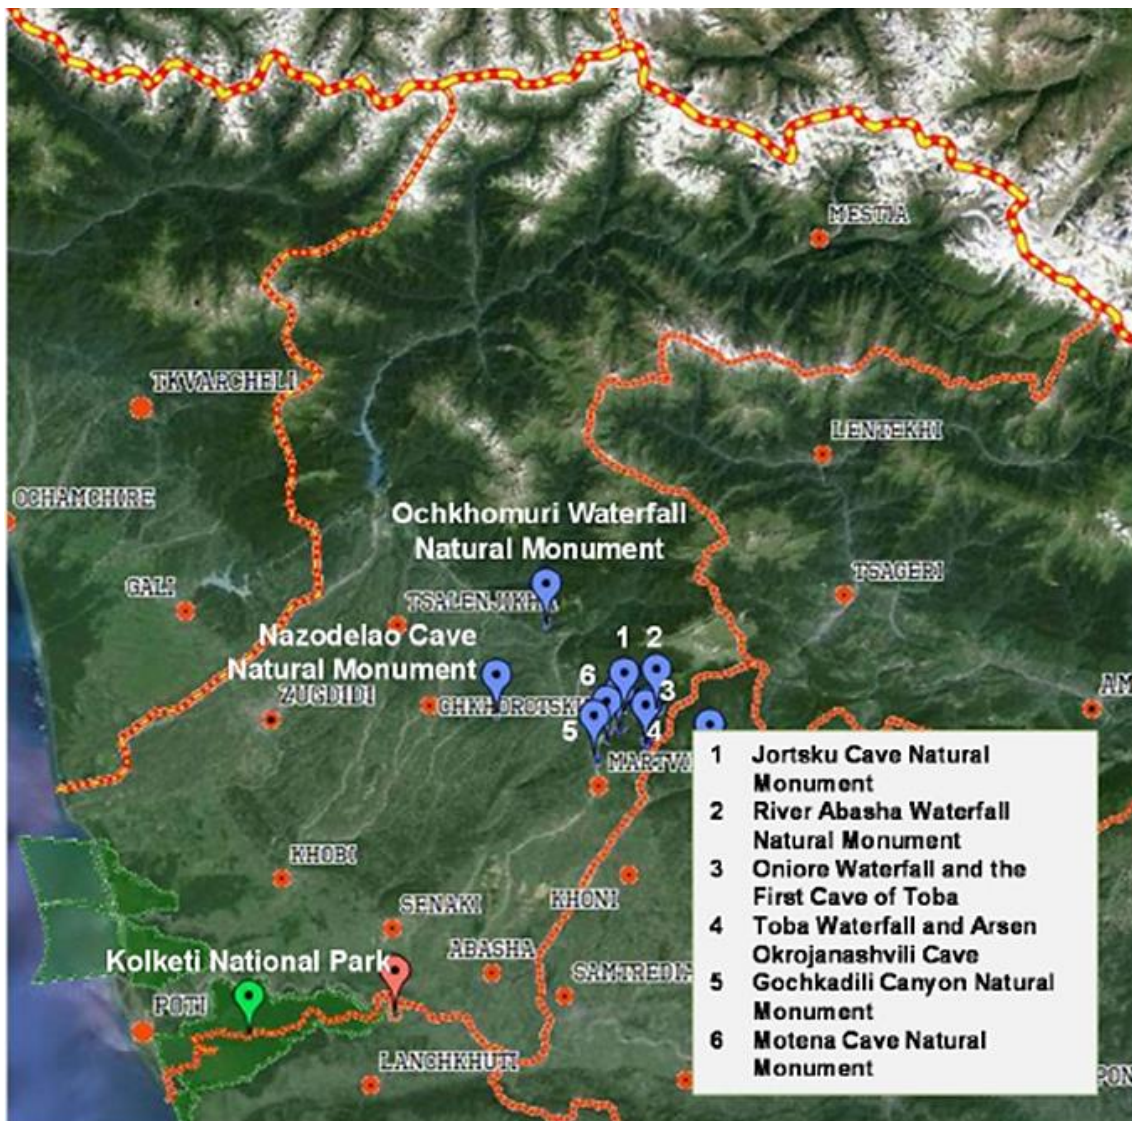 MESTIA
TKVARCHELI
LENTEKHI
OCHAMCHIRE
Ochkhomuri Waterfall
Natural Monument
TSAGERI
GALI
TSALENJIKHA
Nazodelao Cave
Natural Monument
1
2
6
3
ZUGDIDI
CHKHOROTSKU
AM
5
4
MARTVI
1 Jortsku Cave Natural
Monument
2 River Abasha Waterfall
Natural Monument
3 Oniore Waterfall and the
First Cave of Toba
4 Toba Waterfall and Arsen
Okrojanashvili Cave
5 Gochkadili Canyon Natural
Monument
6 Motena Cave Natural
Monument
KHOBI
KHONI
SENAKI
ABASHA
Kolketi National Park
SAMTREDIA
POTI
LANCHKHUTI
PON